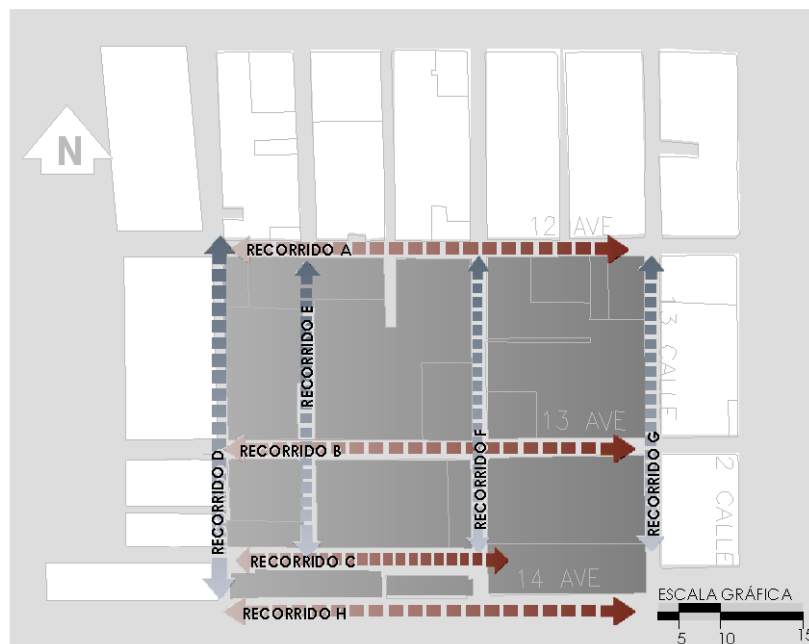 N
12 AVE
RECORRIDO A
RECORRIDO E
13 CALLE
13 AVE
RECORRIDO B
RECORRIDO D
RECORRIDO F
RECORRIDO G
2 CALLE
RECORRIDO C
14 AVE
RECORRIDO H
ESCALA GRÁFICA
5 10 15